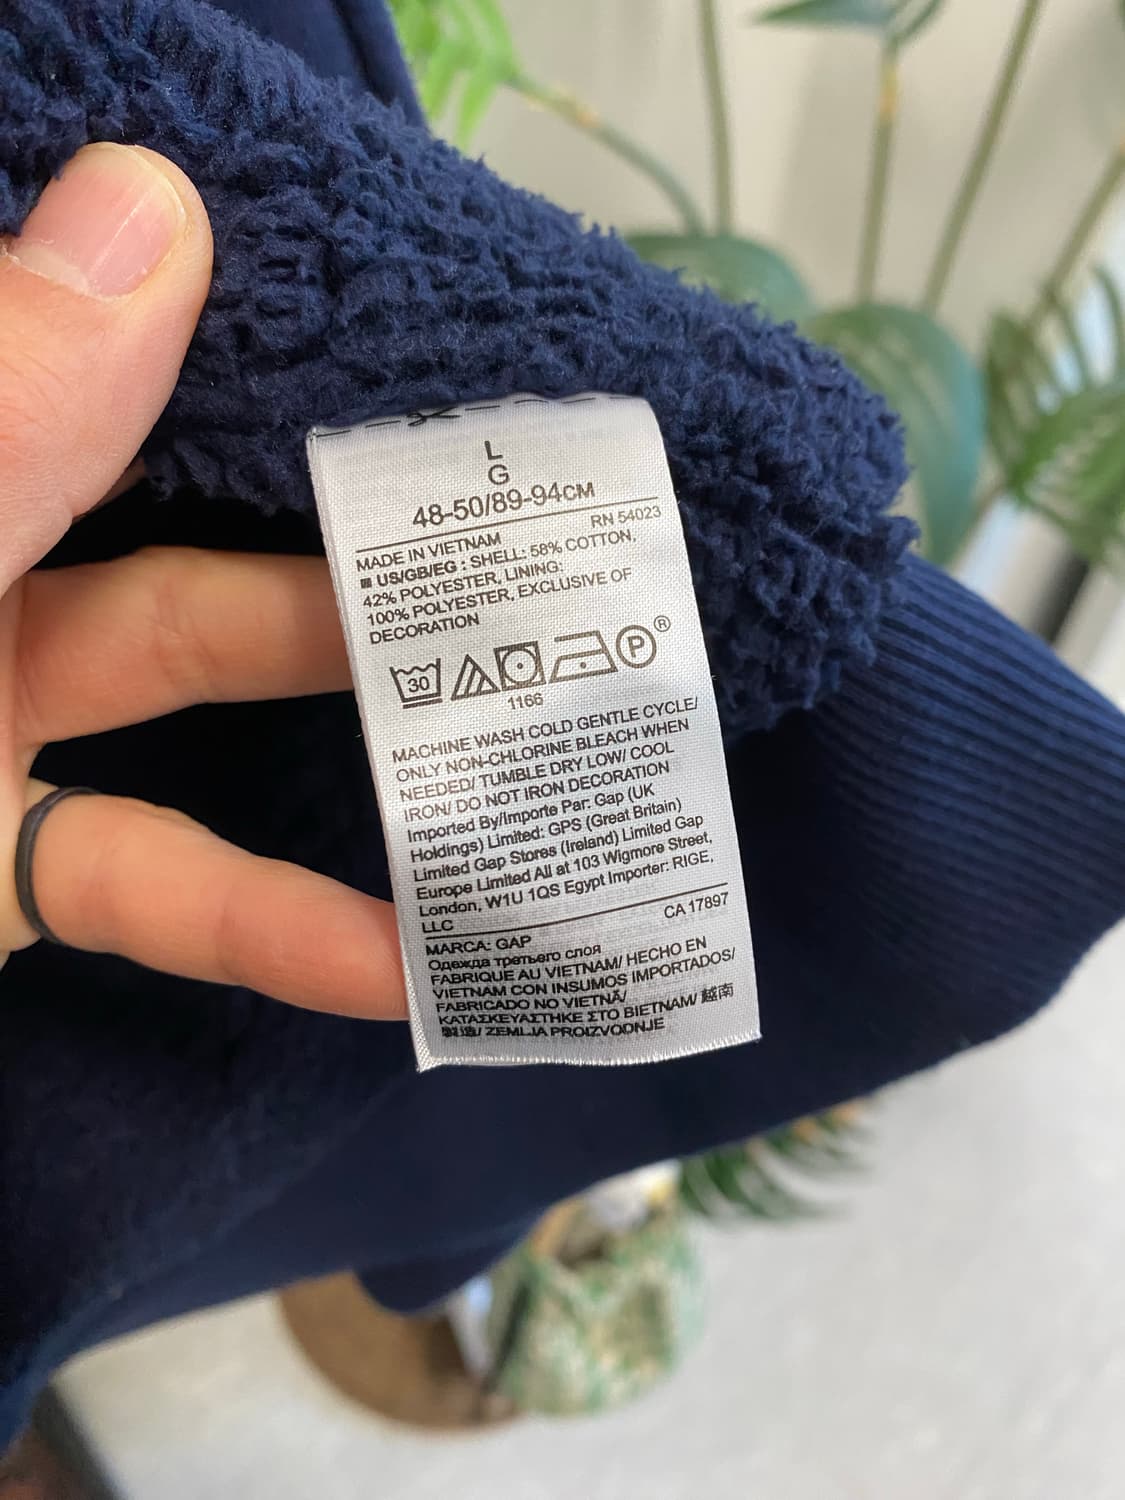 L
G
48-50/89-94CM
RN 54023
MADE IN VIETNAM
■ US/GB/EG : SHELL: 58% COTTON,
42% POLYESTER, LINING:
100% POLYESTER, EXCLUSIVE OF
DECORATION
30 P ®
1166
MACHINE WASH COLD GENTLE CYCLE/
ONLY NON-CHLORINE BLEACH WHEN
NEEDED/ TUMBLE DRY LOW/ COOL
IRON/ DO NOT IRON DECORATION
Imported By/Importe Par: Gap (UK
Holdings) Limited: GPS (Great Britain)
Limited Gap Stores (Ireland) Limited Gap
Europe Limited All at 103 Wigmore Street,
London, W1U 1QS Egypt Importer: RIGE,
LLC
CA 17897
MARCA: GAP
Одежда третьего слоя
FABRIQUE AU VIETNAM/ HECHO EN
VIETNAM CON INSUMOS IMPORTADOS/
FABRICADO NO VIETNÃ/
ΚΑΤΑΣΚΕΥΑΣΤΗΚΕ ΣΤΟ ΒΙΕΤΝΑΜ/ 越南
製造/ ZEMLJA PROIZVODNJE